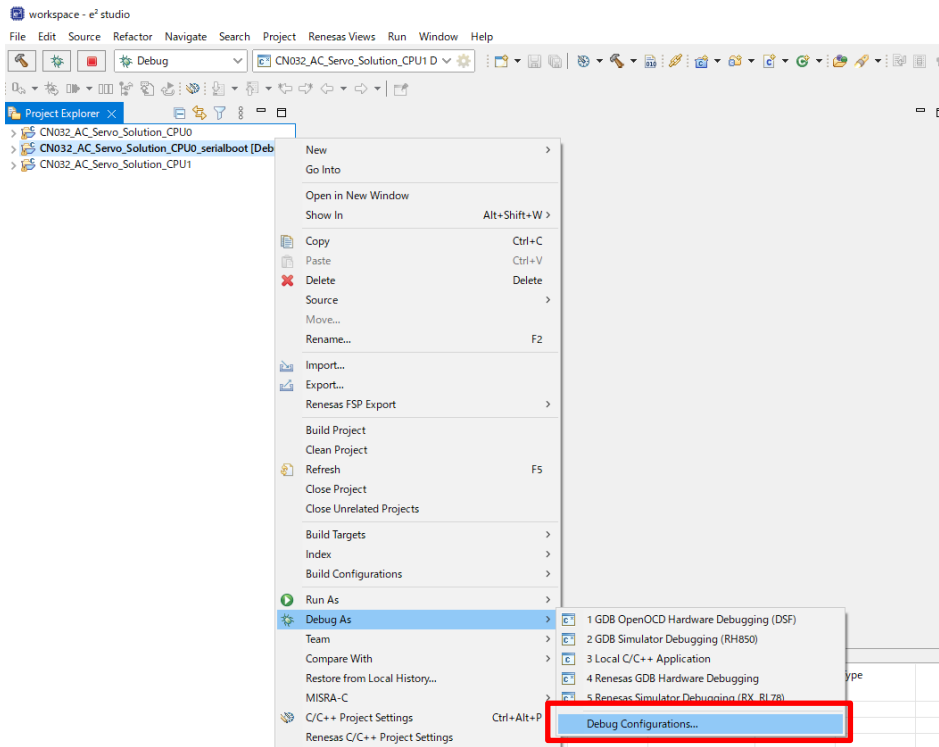 workspace - e² studio
File Edit Source Refactor Navigate Search Project Renesas Views Run Window Help
Debug CN032_AC_Servo_Solution_CPU1 D
Project Explorer
CN032_AC_Servo_Solution_CPU0
CN032_AC_Servo_Solution_CPU0_serialboot [Deb
CN032_AC_Servo_Solution_CPU1
New
Go Into
Open in New Window
Show In Alt+Shift+W
Copy Ctrl+C
Paste Ctrl+V
Delete Delete
Source
Move...
Rename... F2
Import...
Export...
Renesas FSP Export
Build Project
Clean Project
Refresh F5
Close Project
Close Unrelated Projects
Build Targets
Index
Build Configurations
Run As
Debug As
1 GDB OpenOCD Hardware Debugging (DSF)
Team
2 GDB Simulator Debugging (RH850)
Compare With
3 Local C/C++ Application
Restore from Local History...
4 Renesas GDB Hardware Debugging
ype
MISRA-C
5 Renesas Simulator Debugging (RX, RL78)
C/C++ Project Settings Ctrl+Alt+P
Debug Configurations...
Renesas C/C++ Project Settings